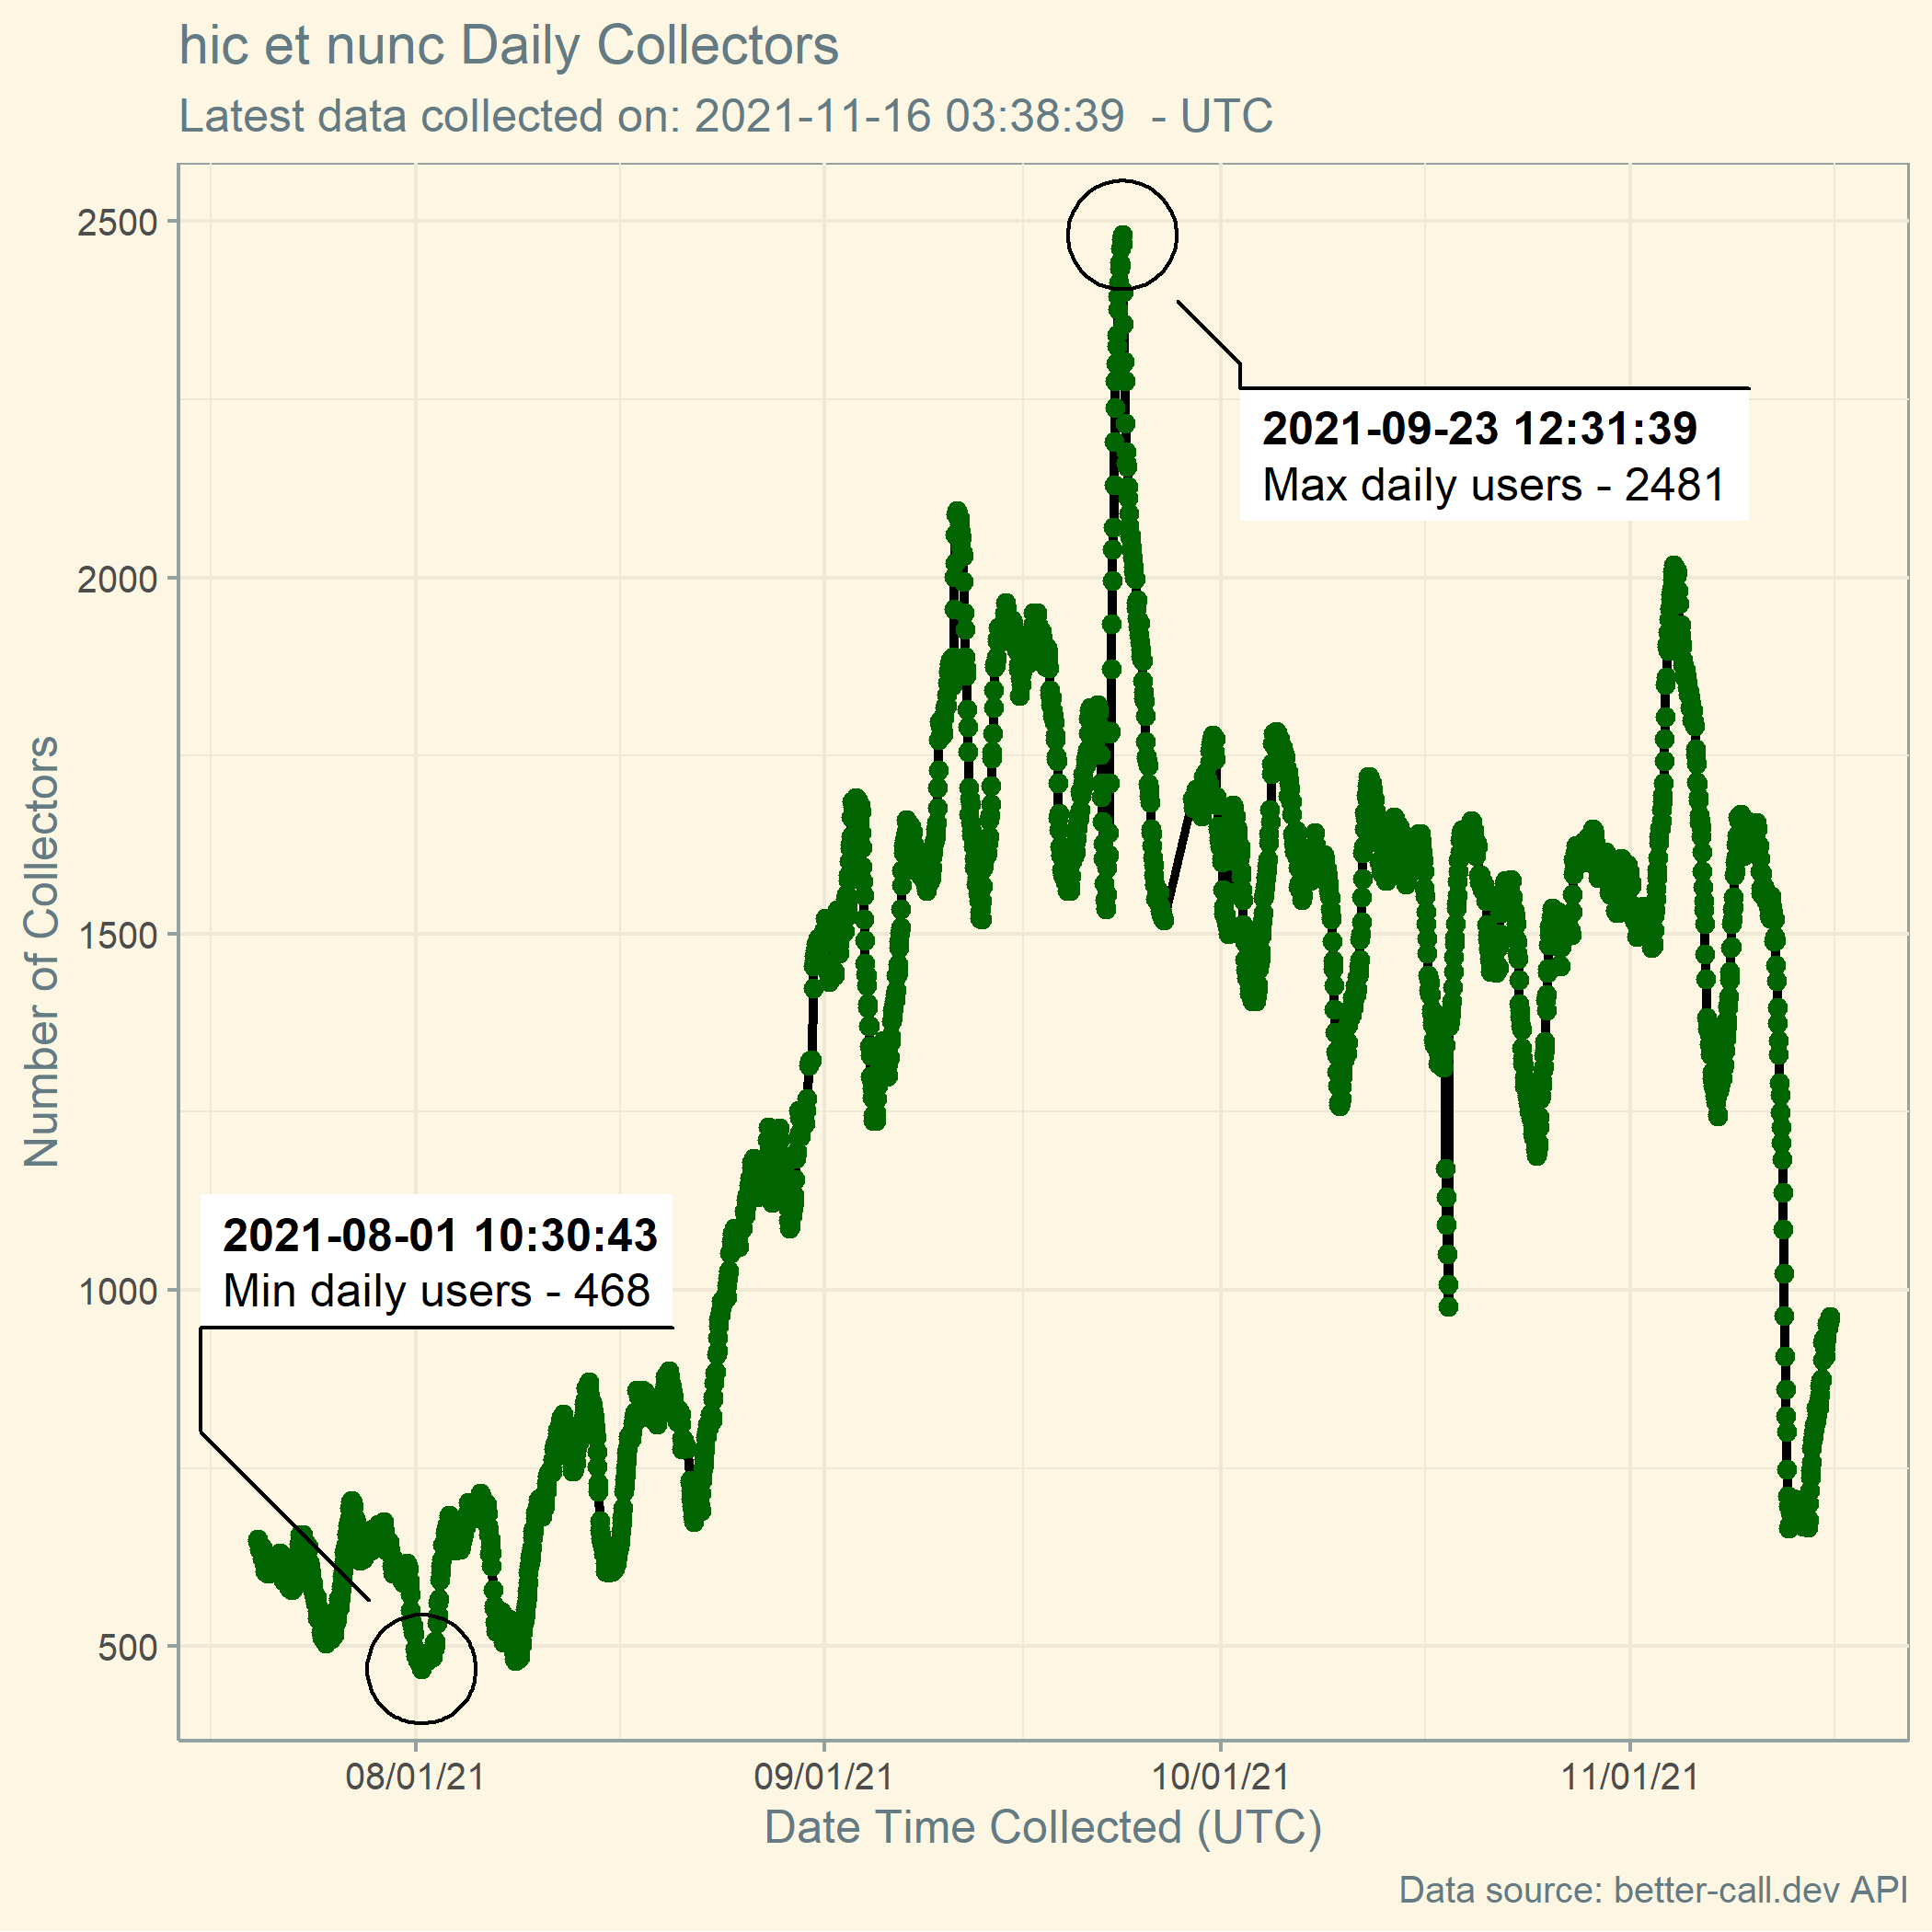 hic et nunc Daily Collectors
Latest data collected on: 2021-11-16 03:38:39  - UTC
2500
2000
1500
1000
500
Number of Collectors
2021-09-23 12:31:39
Max daily users - 2481
2021-08-01 10:30:43
Min daily users - 468
08/01/21
09/01/21
10/01/21
11/01/21
Date Time Collected (UTC)
Data source: better-call.dev API